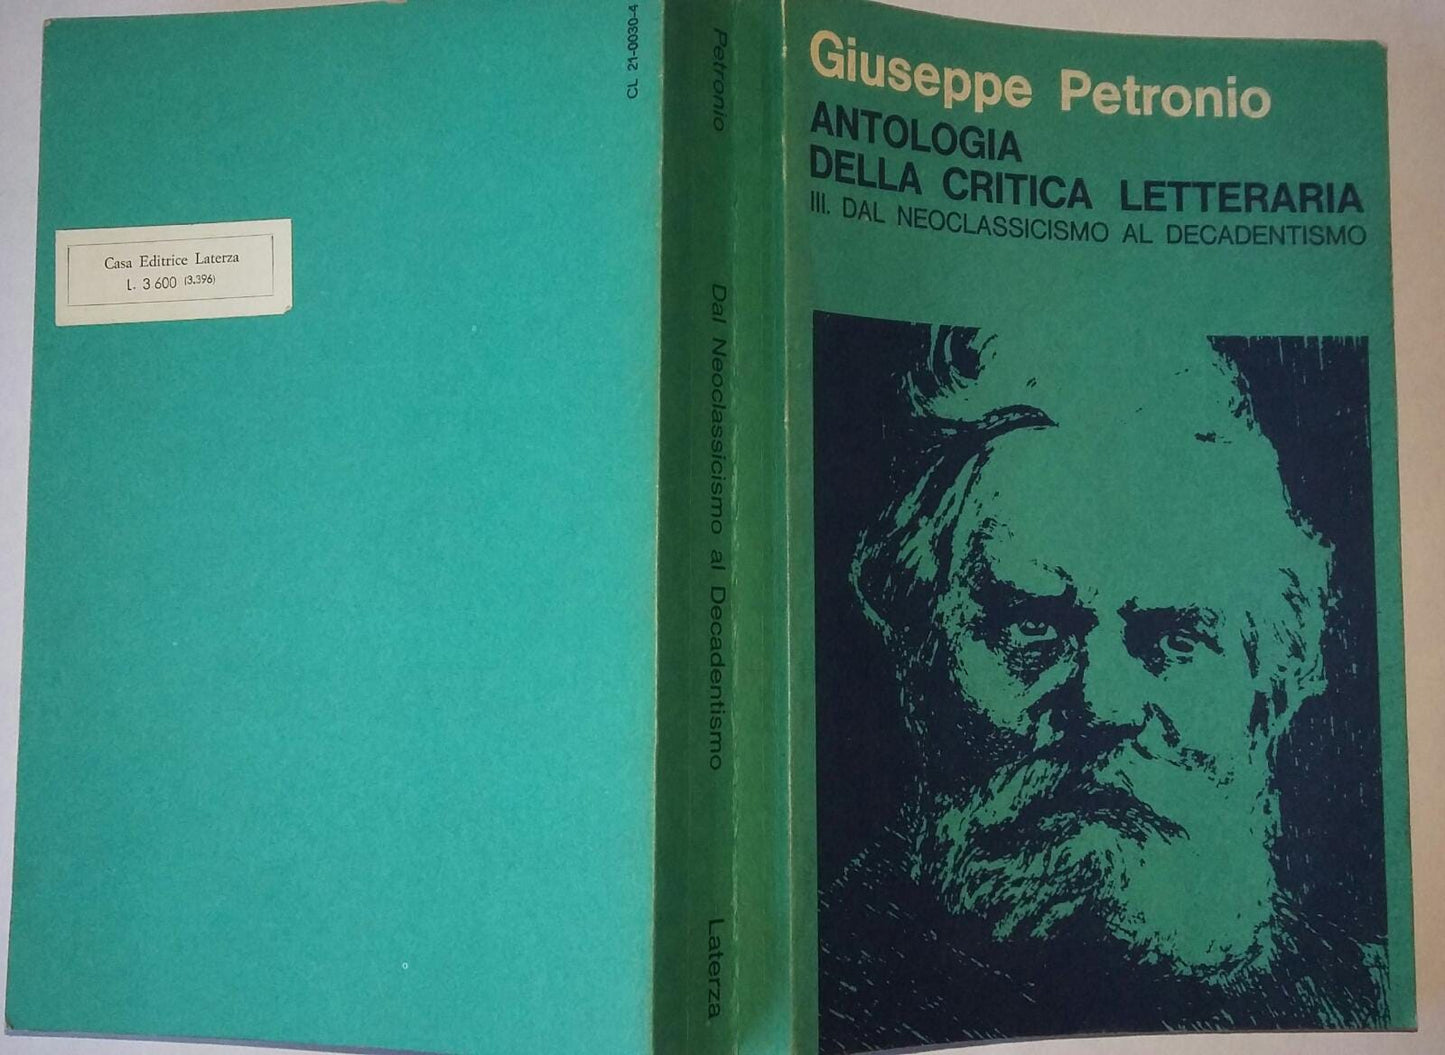 Casa Editrice Laterza
L. 3 600 (3.396)
CL 21-0030-4
Petronio
Dal Neoclassicismo al Decadentismo
Laterza
Giuseppe Petronio
ANTOLOGIA
DELLA CRITICA LETTERARIA
III. DAL NEOCLASSICISMO AL DECADENTISMO